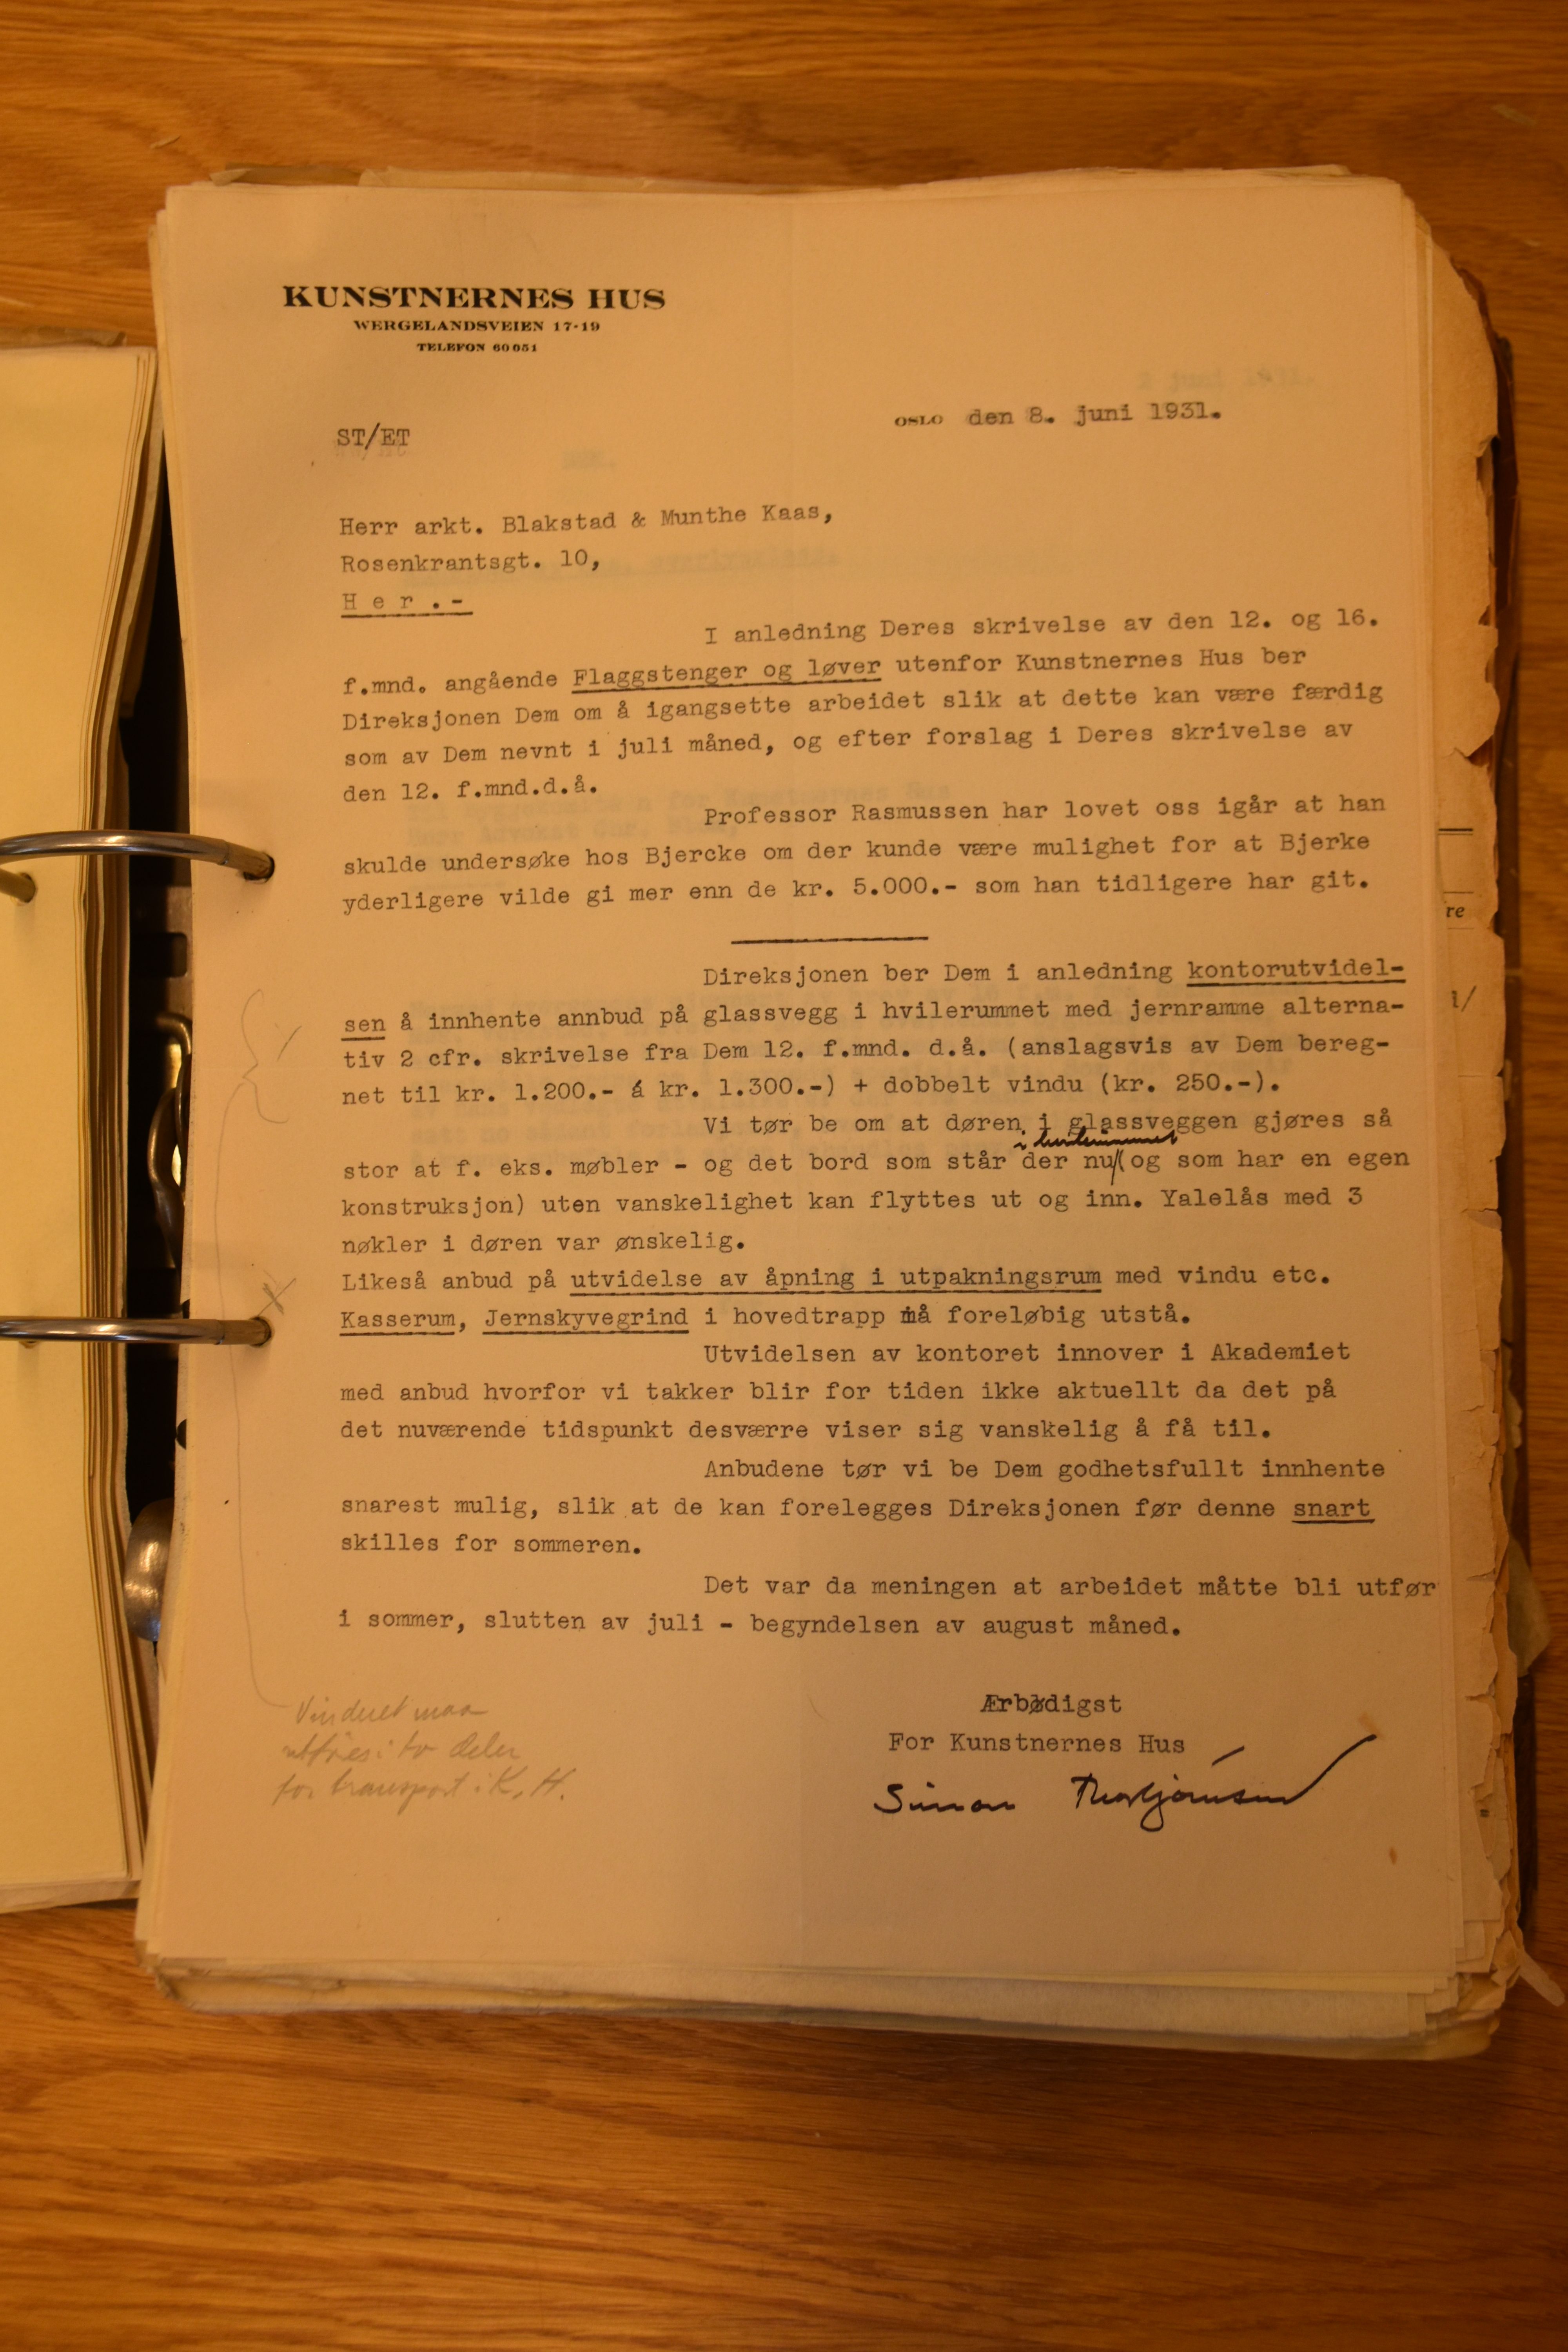 KUNSTNERNES HUS
WERGELANDSVEIEN 17-19
TELEFON 60051
OSLO den 8. juni 1931.
ST/ET
Herr arkt. Blakstad & Munthe Kaas,
Rosenkrantsgt. 10,
H e r .-
I anledning Deres skrivelse av den 12. og 16.
f.mnd. angående Flaggstenger og løver utenfor Kunstnernes Hus ber
Direksjonen Dem om å igangsette arbeidet slik at dette kan være færdig
som av Dem nevnt i juli måned, og efter forslag i Deres skrivelse av
den 12. f.mnd.d.å.
Professor Rasmussen har lovet oss igår at han
skulde undersøke hos Bjercke om der kunde være mulighet for at Bjerke
yderligere vilde gi mer enn de kr. 5.000.- som han tidligere har git.
re
Direksjonen ber Dem i anledning kontorutvidel-
sen å innhente annbud på glassvegg i hvilerummet med jernramme alterna-
1/
tiv 2 cfr. skrivelse fra Dem 12. f.mnd. d.å. (anslagsvis av Dem bereg-
net til kr. 1.200.- á kr. 1.300.-) + dobbelt vindu (kr. 250.-).
Vi tør be om at døren i glassveggen gjøres så
stor at f. eks. møbler - og det bord som står der nu (og som har en egen
konstruksjon) uten vanskelighet kan flyttes ut og inn. Yalelås med 3
nøkler i døren var ønskelig.
Likeså anbud på utvidelse av åpning i utpakningsrum med vindu etc.
Kasserum, Jernskyvegrind i hovedtrapp må foreløbig utstå.
Utvidelsen av kontoret innover i Akademiet
med anbud hvorfor vi takker blir for tiden ikke aktuellt da det på
det nuværende tidspunkt desværre viser sig vanskelig å få til.
Anbudene tør vi be Dem godhetsfullt innhente
snarest mulig, slik at de kan forelegges Direksjonen før denne snart
skilles for sommeren.
Det var da meningen at arbeidet måtte bli utfør
i sommer, slutten av juli - begyndelsen av august måned.
Ærbødigst
For Kunstnernes Hus
Simon Thorbjørnsen
Vinduet maa
utføres i to deler
for transport i K. H.